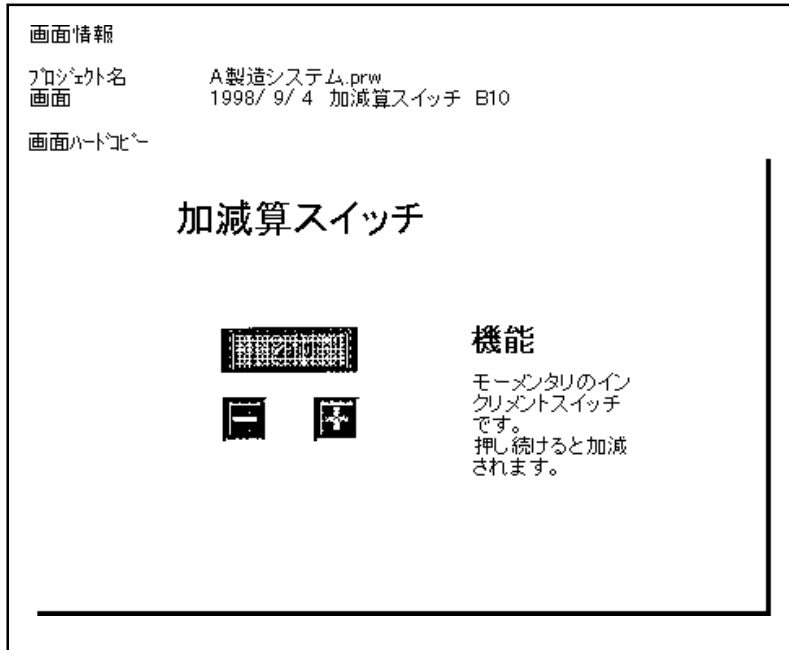 画面情報
ﾌﾟﾛｼﾞｪｸﾄ名 A製造システム.prw
画面 1998/ 9/ 4 加減算スイッチ B10
画面ﾊｰﾄﾞｺﾋﾟｰ
加減算スイッチ
機能
モーメンタリのイン
クリメントスイッチ
です。
押し続けると加減
されます。